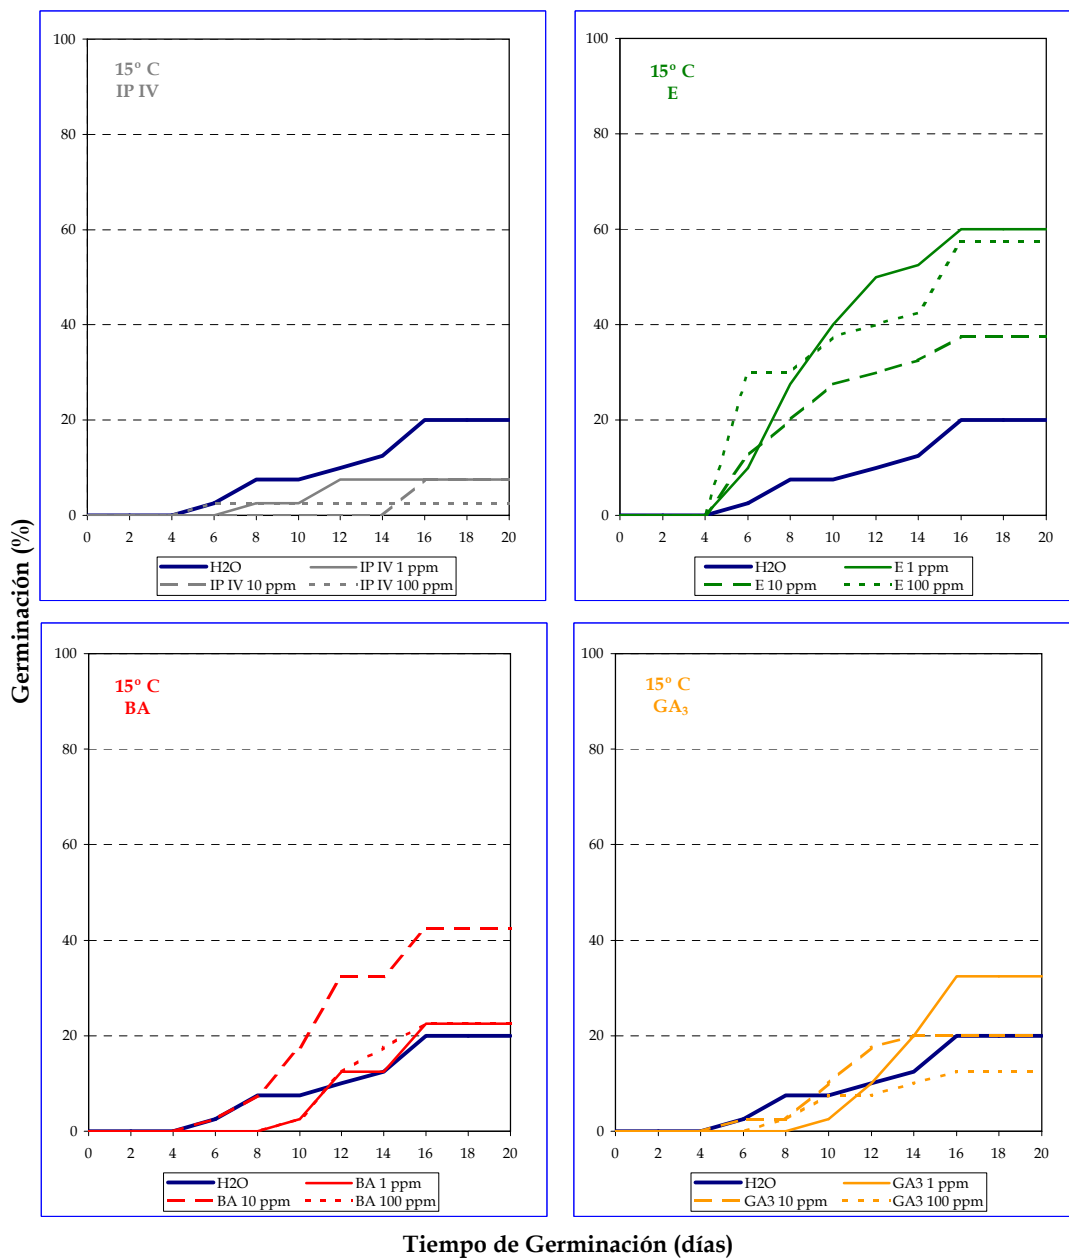 Germinación (%)
100
80
60
40
20
0
15º C
IP IV
0 2 4 6 8 10 12 14 16 18 20
H2O IP IV 1 ppm
IP IV 10 ppm IP IV 100 ppm
100
80
60
40
20
0
15º C
E
0 2 4 6 8 10 12 14 16 18 20
H2O E 1 ppm
E 10 ppm E 100 ppm
100
80
60
40
20
0
15º C
BA
0 2 4 6 8 10 12 14 16 18 20
H2O BA 1 ppm
BA 10 ppm BA 100 ppm
100
80
60
40
20
0
15º C
GA₃
0 2 4 6 8 10 12 14 16 18 20
H2O GA3 1 ppm
GA3 10 ppm GA3 100 ppm
Tiempo de Germinación (días)